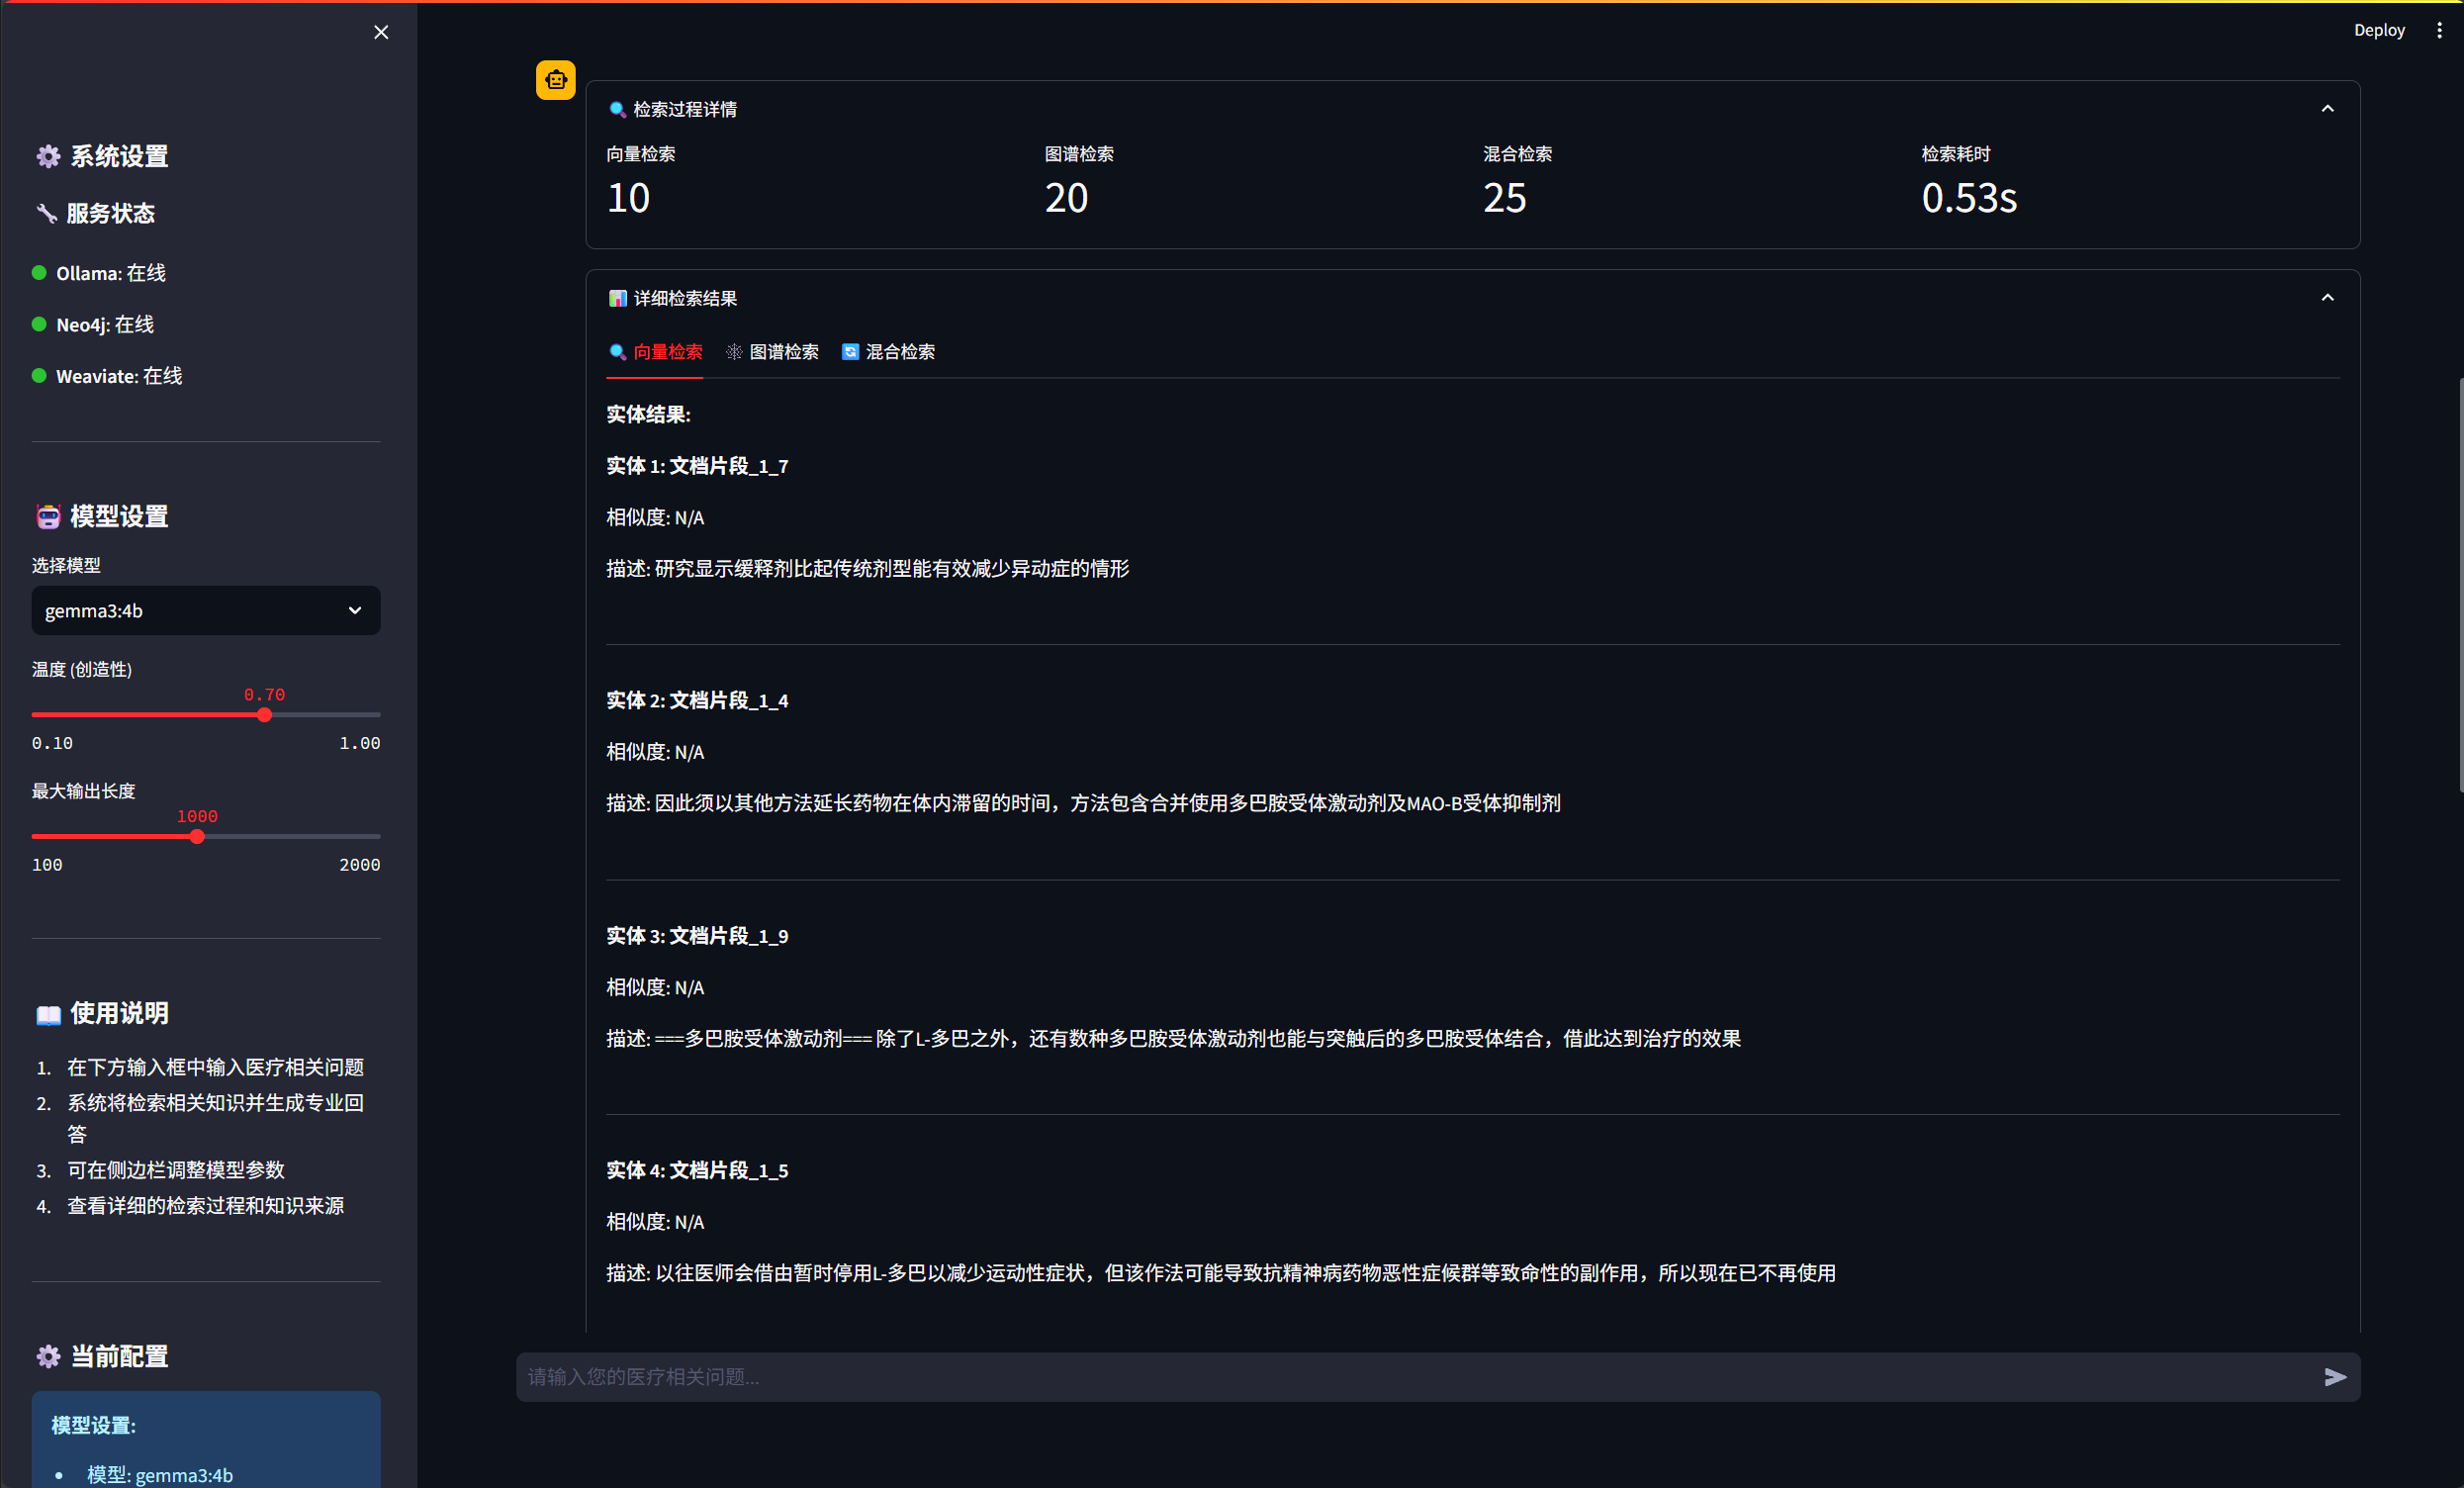 系统设置
服务状态
Ollama: 在线
Neo4j: 在线
Weaviate: 在线
模型设置
选择模型
gemma3:4b
温度 (创造性)
0.70
0.10 1.00
最大输出长度
1000
100 2000
使用说明
1. 在下方输入框中输入医疗相关问题
2. 系统将检索相关知识并生成专业回
答
3. 可在侧边栏调整模型参数
4. 查看详细的检索过程和知识来源
当前配置
模型设置:
• 模型: gemma3:4b
Deploy
检索过程详情
向量检索 图谱检索 混合检索 检索耗时
10 20 25 0.53s
详细检索结果
向量检索 图谱检索 混合检索
实体结果:
实体 1: 文档片段_1_7
相似度: N/A
描述: 研究显示缓释剂比起传统剂型能有效减少异动症的情形
实体 2: 文档片段_1_4
相似度: N/A
描述: 因此须以其他方法延长药物在体内滞留的时间，方法包含合并使用多巴胺受体激动剂及MAO-B受体抑制剂
实体 3: 文档片段_1_9
相似度: N/A
描述: ===多巴胺受体激动剂=== 除了L-多巴之外，还有数种多巴胺受体激动剂也能与突触后的多巴胺受体结合，借此达到治疗的效果
实体 4: 文档片段_1_5
相似度: N/A
描述: 以往医师会借由暂时停用L-多巴以减少运动性症状，但该作法可能导致抗精神病药物恶性症候群等致命性的副作用，所以现在已不再使用
请输入您的医疗相关问题...